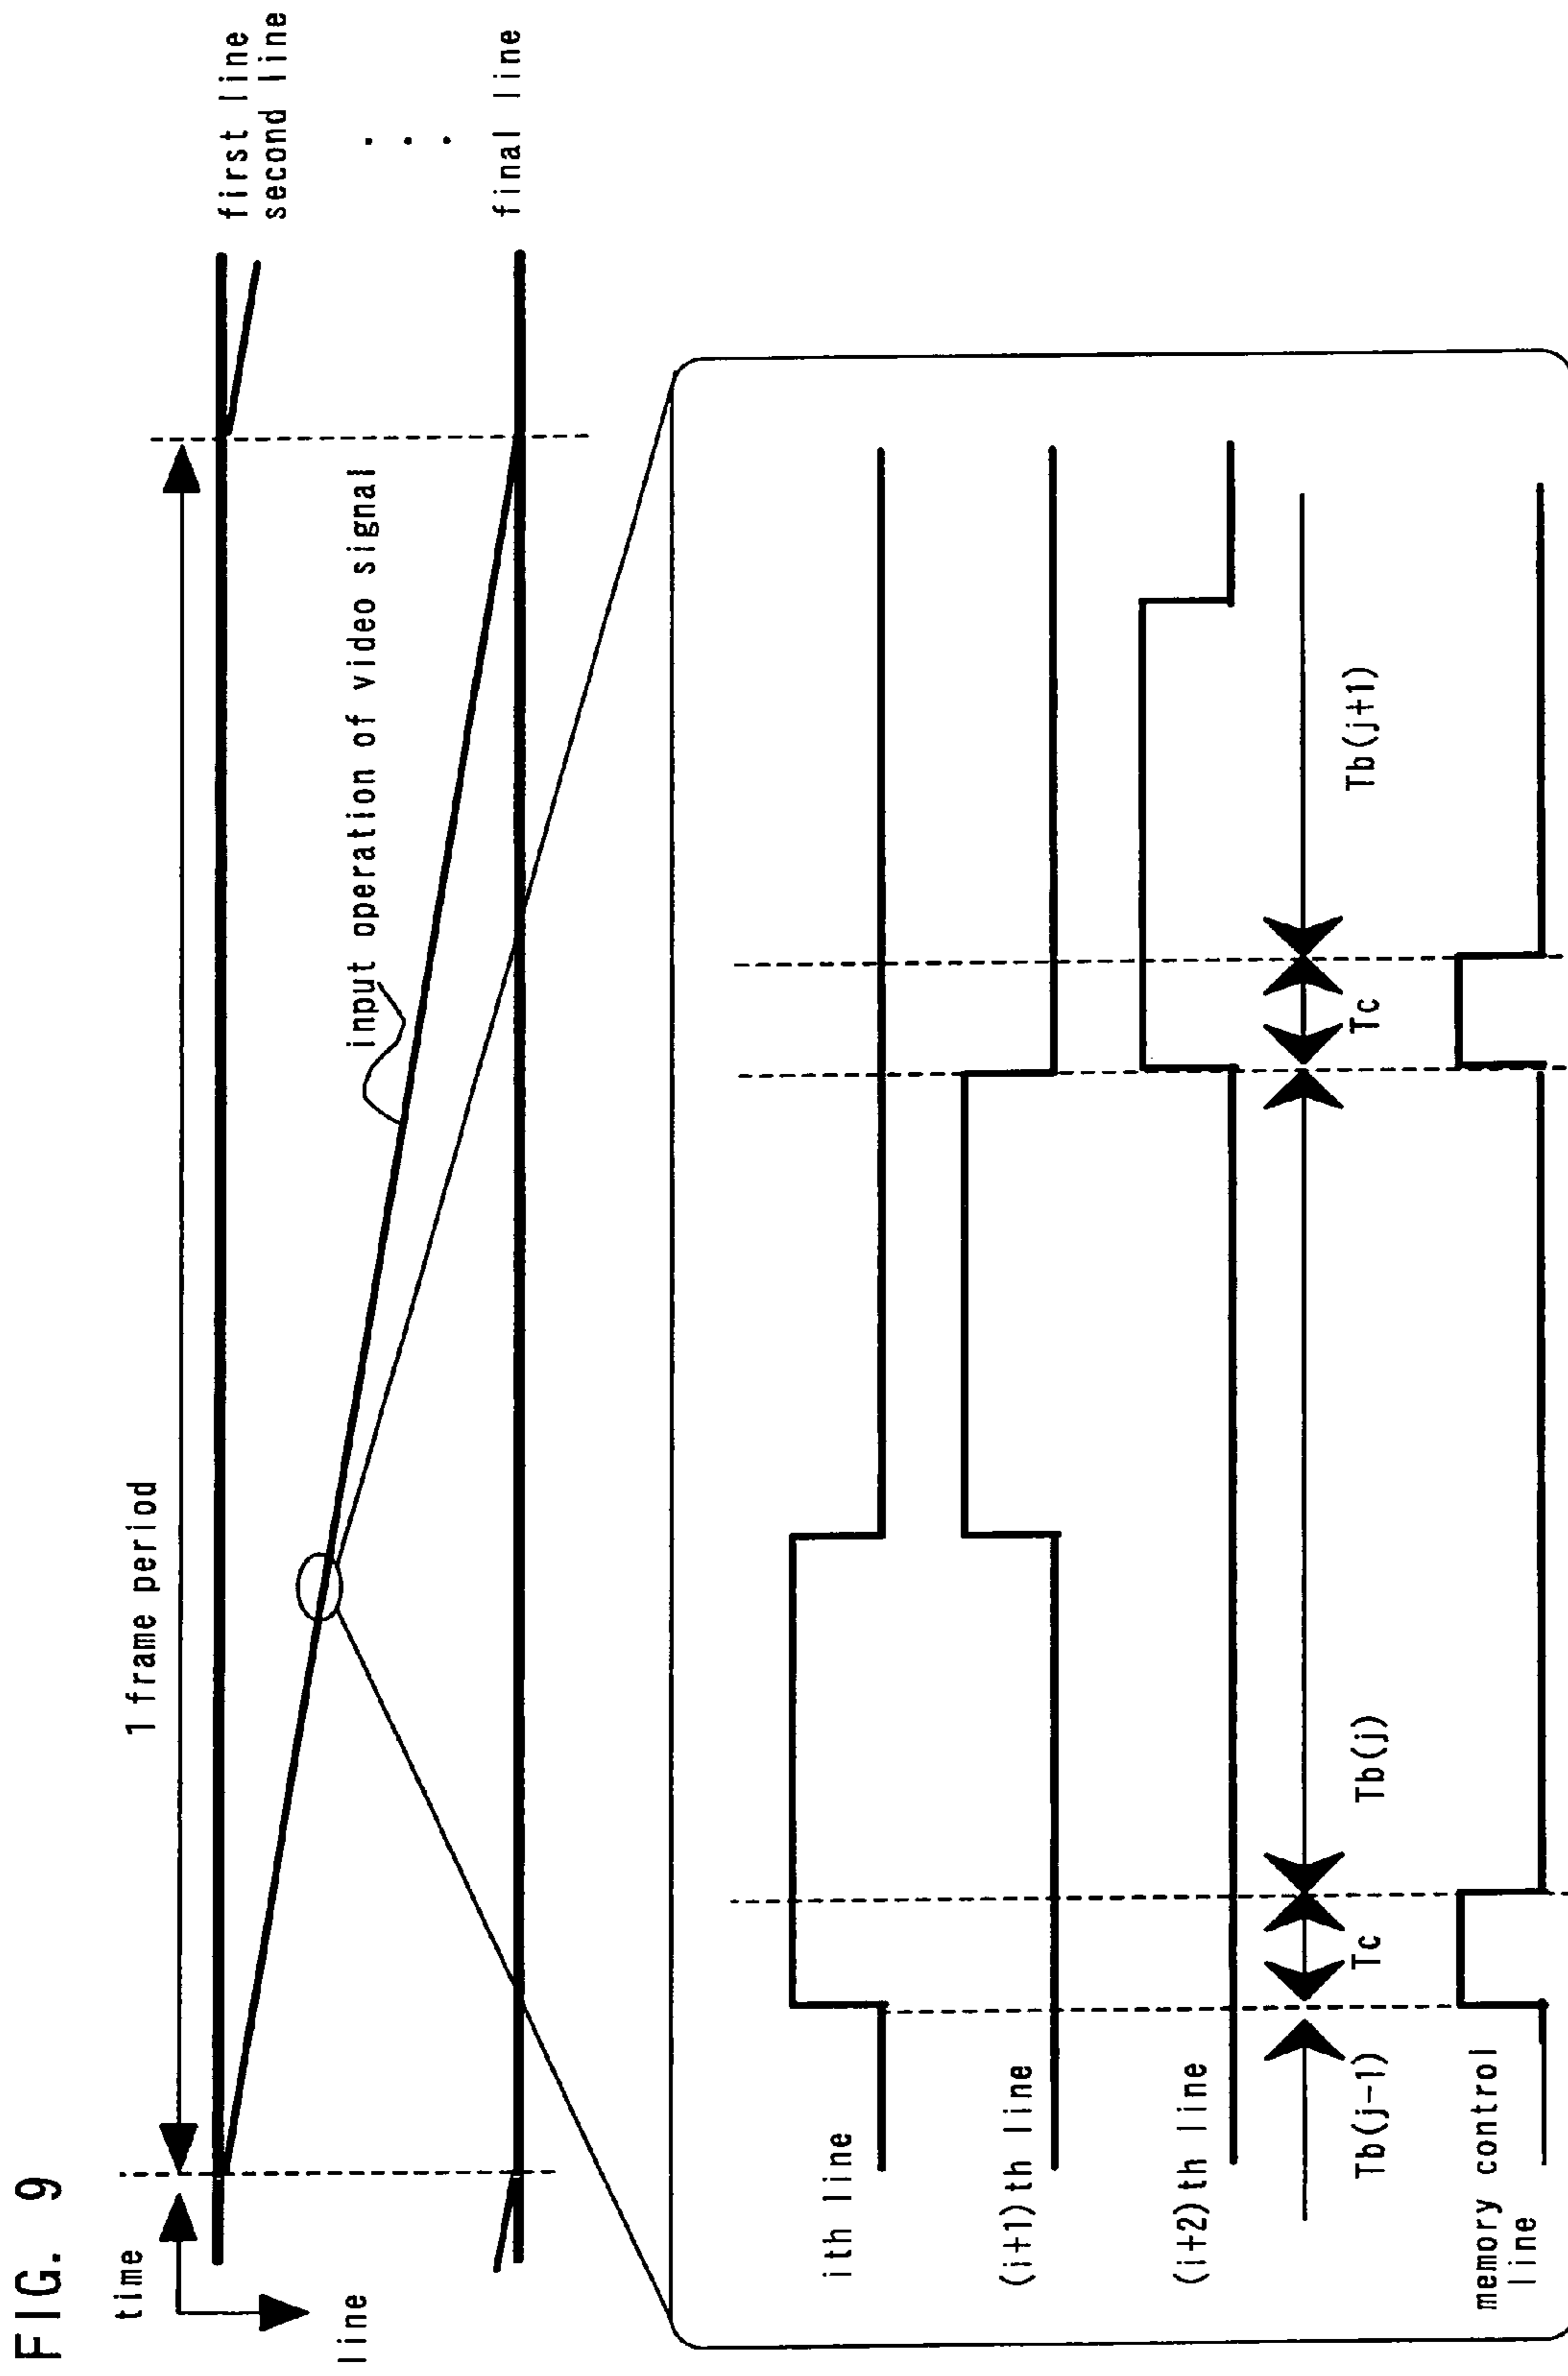 FIG. 9
time
line
1 frame period
first line
second line
. . .
final line
input operation of video signal
ith line
(i+1)th line
(i+2)th line
Tb(j-1)
Tc
Tb(j)
Tc
Tb(j+1)
memory control
line